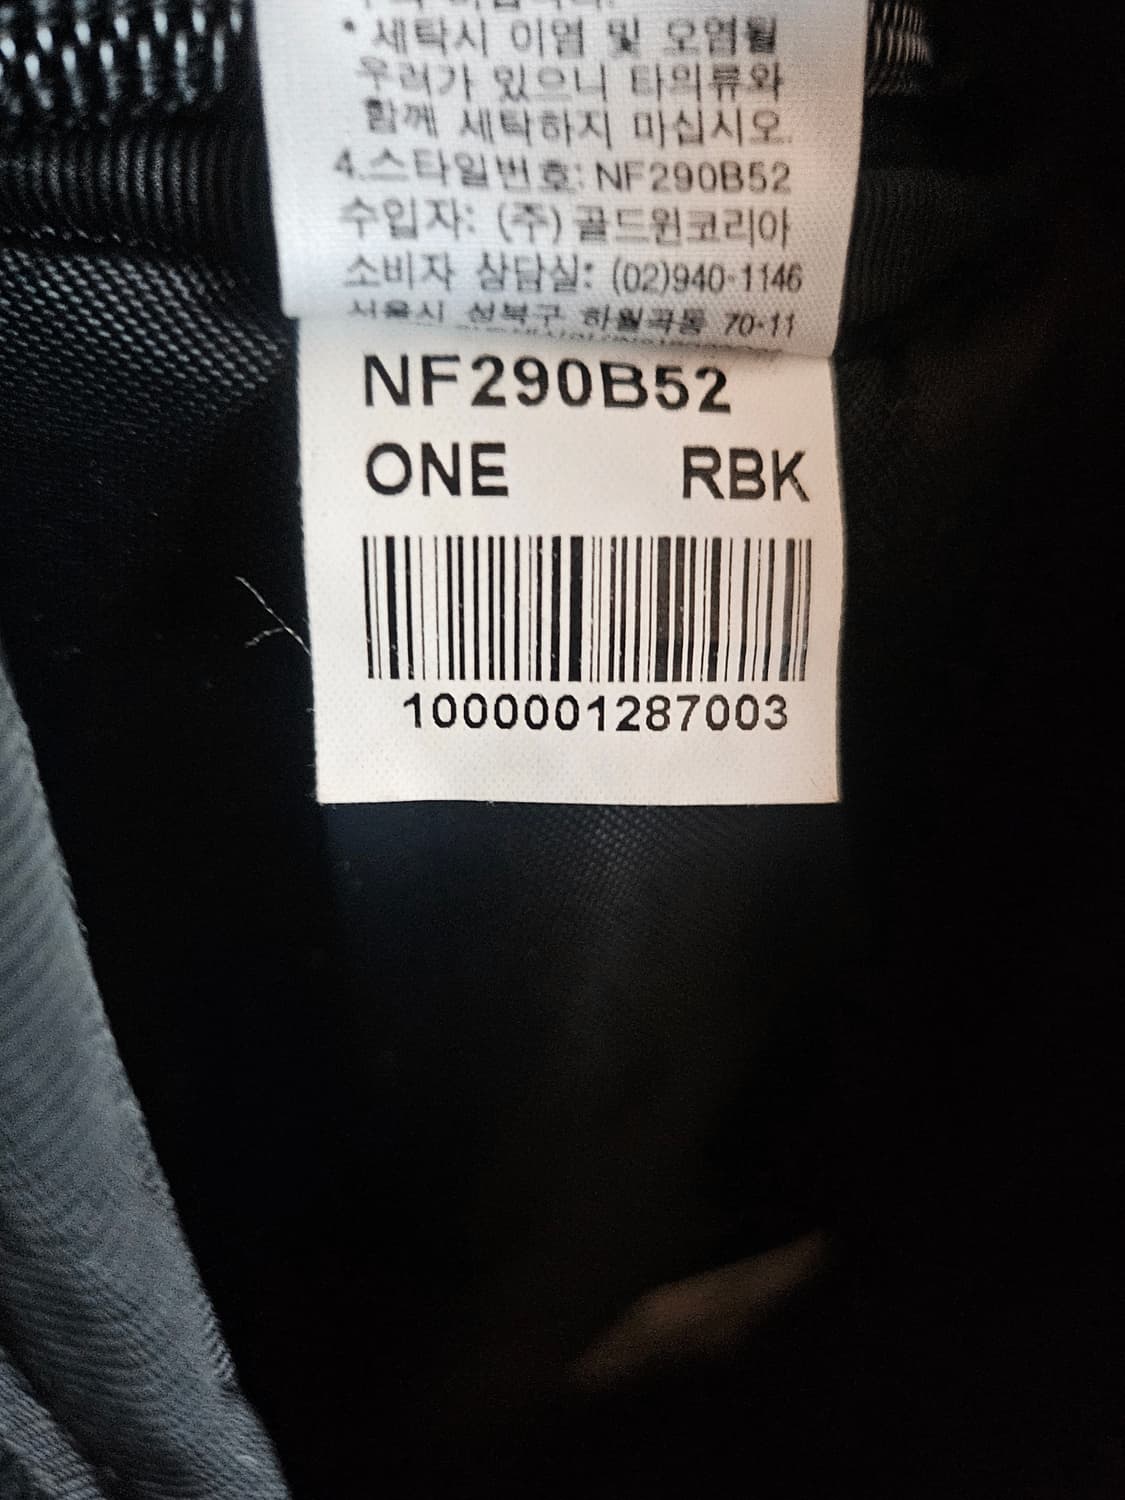 * 세탁시 이염 및 오염될
우려가 있으니 타의류와
함께 세탁하지 마십시오.
4.스타일번호: NF290B52
수입자: (주)골드윈코리아
소비자 상담실: (02)940-1146
서울시 성북구 하월곡동 70-11
NF290B52
ONE RBK
1000001287003